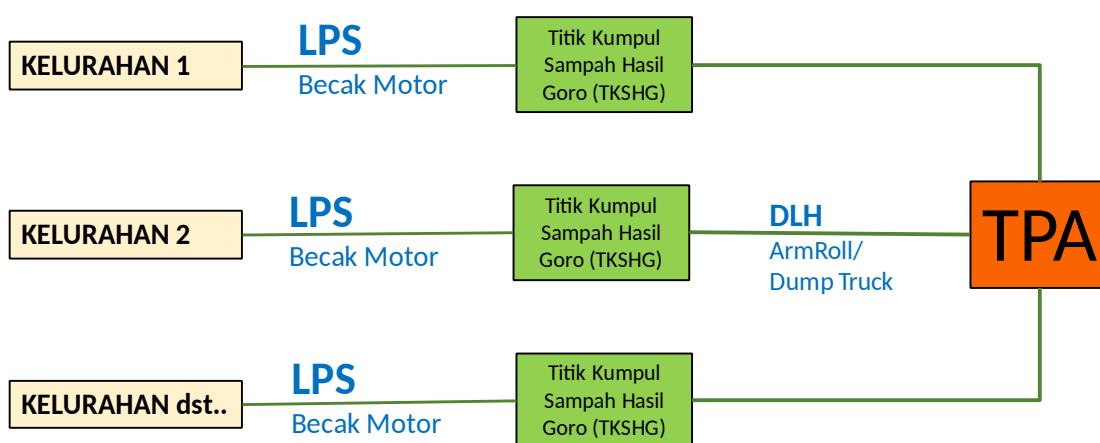 KELURAHAN 1
LPS
Becak Motor
Titik Kumpul
Sampah Hasil
Goro (TKSHG)
KELURAHAN 2
LPS
Becak Motor
Titik Kumpul
Sampah Hasil
Goro (TKSHG)
DLH
ArmRoll/
Dump Truck
TPA
KELURAHAN dst..
LPS
Becak Motor
Titik Kumpul
Sampah Hasil
Goro (TKSHG)